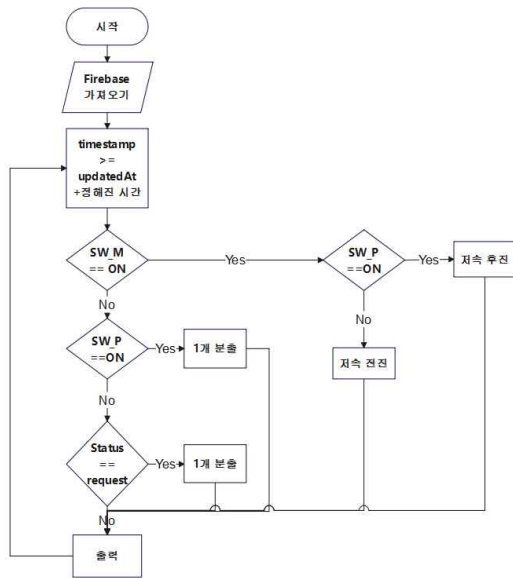 시작
Firebase
가져오기
timestamp
>=
updatedAt
+정해진 시간
SW_M
== ON
Yes
SW_P
==ON
Yes
저속 후진
No
No
SW_P
==ON
Yes
1개 분출
저속 전진
No
Status
==
request
Yes
1개 분출
No
출력